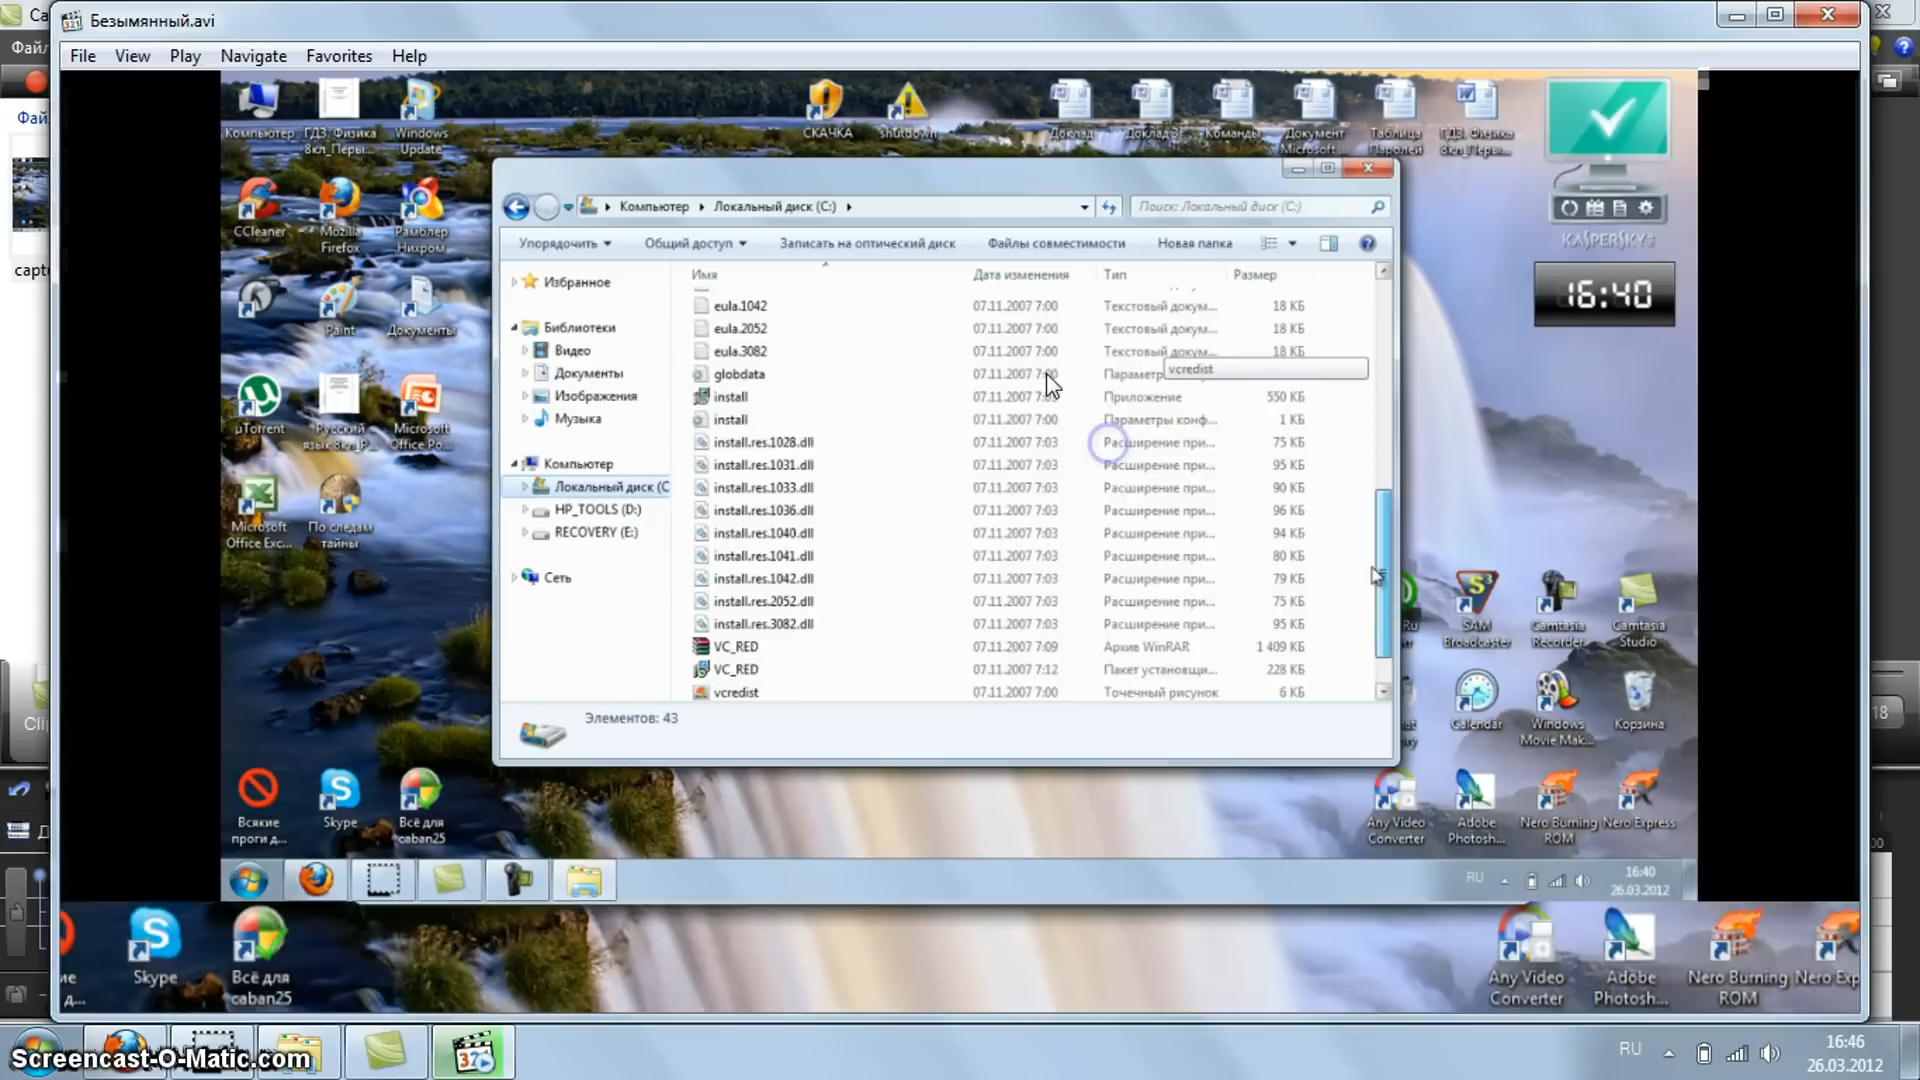 Ca
Безымянный.avi
Файл
File View Play Navigate Favorites Help
Компьютер
ГДЗ. Физика
8кл_Перы...
Windows
Update
СКАЧКА
shutdown
Доклад
Команды
Документ
Microsoft ...
Таблица
Паролей
ГДЗ. Физика
8кл_Перы...
Фай
captu
CCleaner
Mozilla
Firefox
Рамблер
Нихром
KASPERSKY
16:40
Компьютер Локальный диск (C:)
Поиск: Локальный диск (C:)
Упорядочить Общий доступ Записать на оптический диск Файлы совместимости Новая папка
Имя Дата изменения Тип Размер
eula.1042 07.11.2007 7:00 Текстовый докум... 18 КБ
eula.2052 07.11.2007 7:00 Текстовый докум... 18 КБ
eula.3082 07.11.2007 7:00 Текстовый докум... 18 КБ
globdata 07.11.2007 Парамет
vcredist
install Приложение 550 КБ
install 07.11.2007 7:00 Параметры конф... 1 КБ
install.res.1028.dll 07.11.2007 7:03 Расширение при... 75 КБ
install.res.1031.dll 07.11.2007 7:03 Расширение при... 95 КБ
install.res.1033.dll 07.11.2007 7:03 Расширение при... 90 КБ
install.res.1036.dll 07.11.2007 7:03 Расширение при... 96 КБ
install.res.1040.dll 07.11.2007 7:03 Расширение при... 94 КБ
install.res.1041.dll 07.11.2007 7:03 Расширение при... 80 КБ
install.res.1042.dll 07.11.2007 7:03 Расширение при... 79 КБ
install.res.2052.dll 07.11.2007 7:03 Расширение при... 75 КБ
install.res.3082.dll 07.11.2007 7:03 Расширение при... 95 КБ
VC_RED 07.11.2007 7:09 Архив WinRAR 1 409 КБ
VC_RED 07.11.2007 7:12 Пакет установщи... 228 КБ
vcredist 07.11.2007 7:00 Точечный рисунок 6 КБ
Избранное
Библиотеки
Видео
Документы
Изображения
Музыка
Компьютер
Локальный диск (C
HP_TOOLS (D:)
RECOVERY (E:)
Сеть
Элементов: 43
Paint
Документы
µTorrent
Русский
язык 8кл_Р...
Microsoft
Office Po...
Microsoft
Office Exc...
По следам
тайны
Ru
SAM
Broadcaster
Camtasia
Recorder
Camtasia
Studio
Calendar
Windows
Movie Mak...
Корзина
Всякие
проги д...
Skype
Всё для
caban25
Any Video
Converter
Adobe
Photosh...
Nero Burning
ROM
Nero Express
RU
16:40
26.03.2012
Cli
18
00
ие
д...
Skype
Всё для
caban25
Any Video
Converter
Adobe
Photosh...
Nero Burning
ROM
Nero Exp
Screencast-O-Matic.com
RU
16:46
26.03.2012